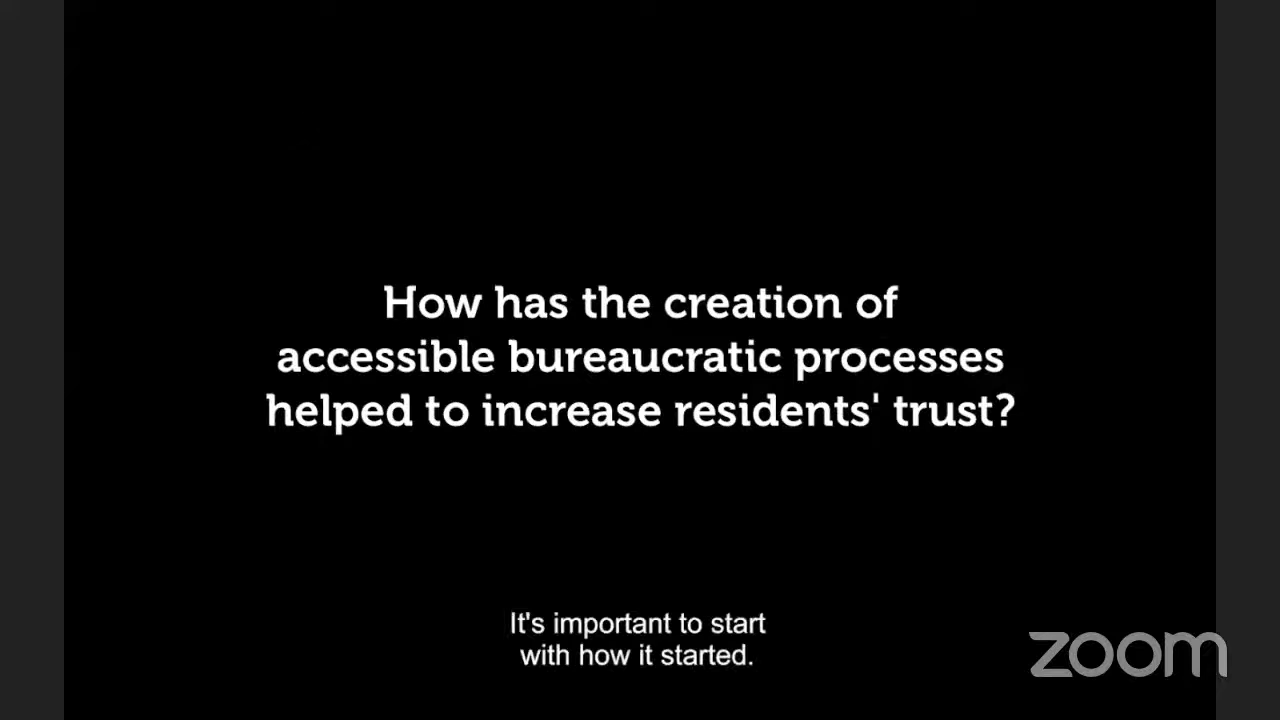 How has the creation of
accessible bureaucratic processes
helped to increase residents' trust?
It's important to start
with how it started.
zoom